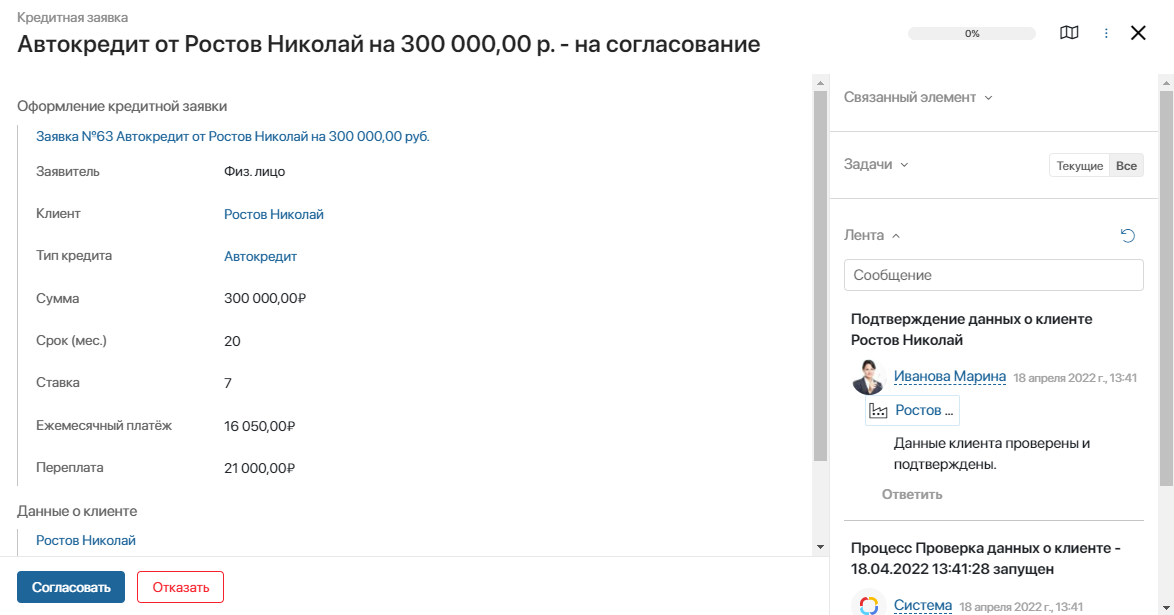 Кредитная заявка
Автокредит от Ростов Николай на 300 000,00 р. - на согласование
0%
Оформление кредитной заявки
Заявка №63 Автокредит от Ростов Николай на 300 000,00 руб.
Заявитель Физ. лицо
Клиент Ростов Николай
Тип кредита Автокредит
Сумма 300 000,00₽
Срок (мес.) 20
Ставка 7
Ежемесячный платёж 16 050,00₽
Переплата 21 000,00₽
Данные о клиенте
Ростов Николай
Согласовать Отказать
Связанный элемент
Задачи Текущие Все
Лента
Сообщение
Подтверждение данных о клиенте
Ростов Николай
Иванова Марина 18 апреля 2022 г., 13:41
Ростов ...
Данные клиента проверены и
подтверждены.
Ответить
Процесс Проверка данных о клиенте -
18.04.2022 13:41:28 запущен
Система 18 апреля 2022 г., 13:41